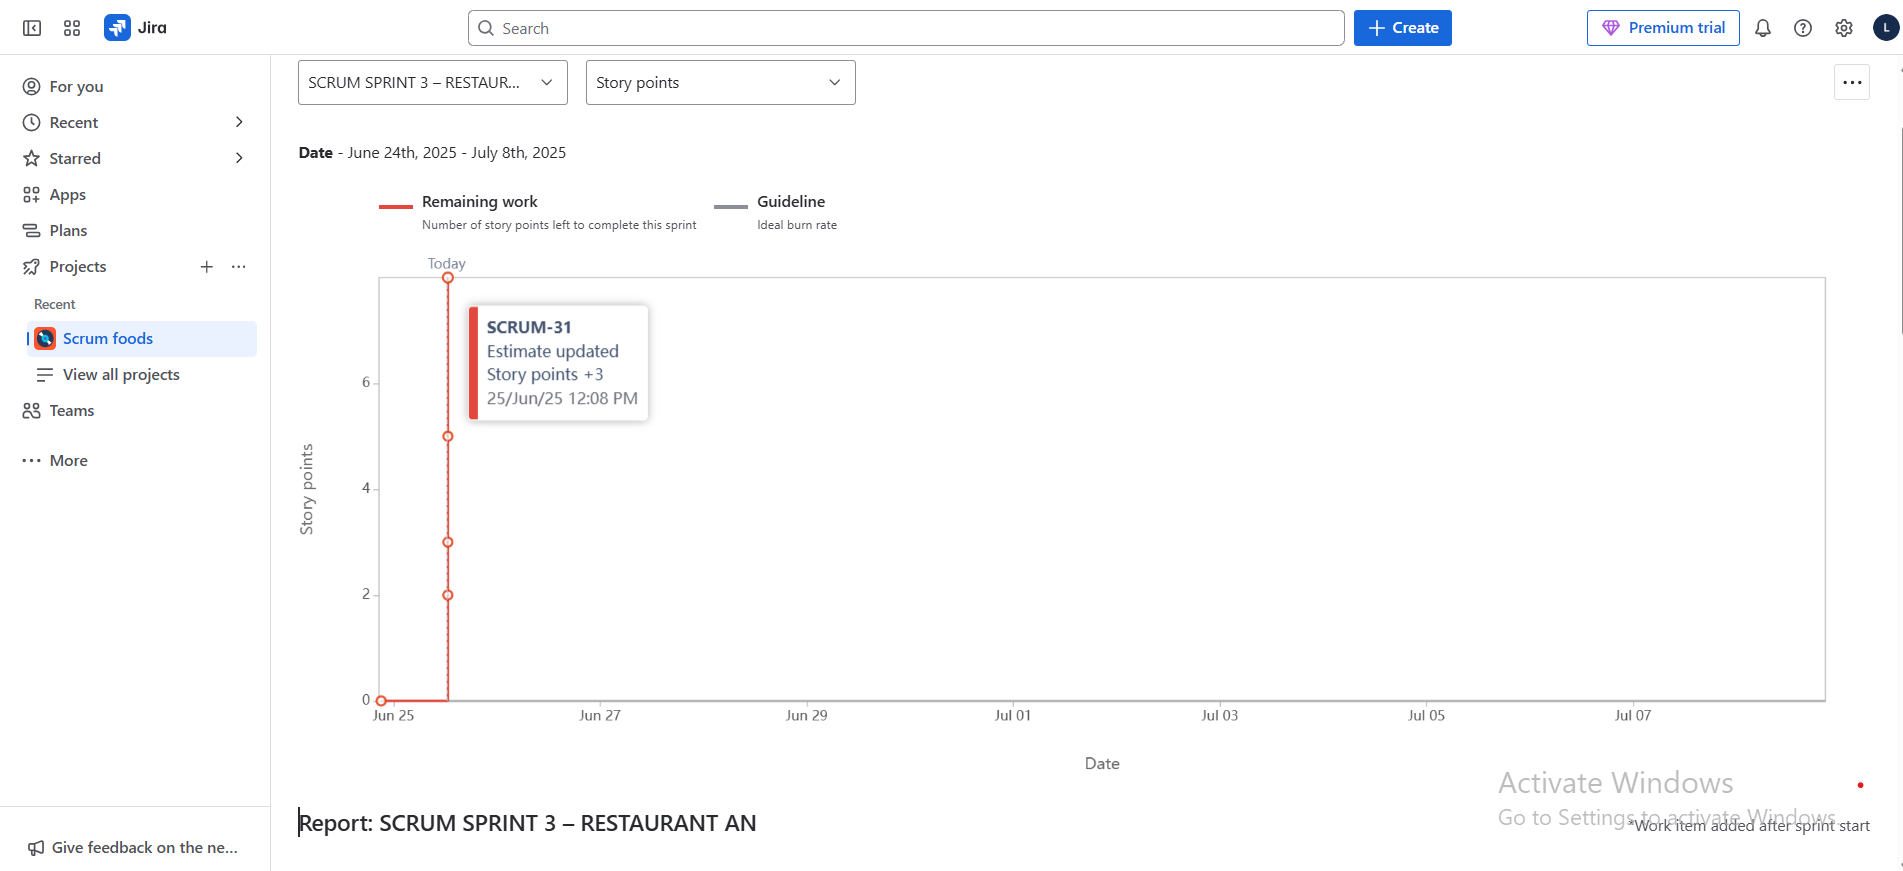 Jira
Search
Create
Premium trial
L
For you
Recent
Starred
Apps
Plans
Projects
Recent
Scrum foods
View all projects
Teams
More
Give feedback on the ne...
SCRUM SPRINT 3 – RESTAUR...
Story points
Date - June 24th, 2025 - July 8th, 2025
Remaining work
Number of story points left to complete this sprint
Guideline
Ideal burn rate
Today
SCRUM-31
Estimate updated
Story points +3
25/Jun/25 12:08 PM
6
4
2
0
Story points
Jun 25
Jun 27
Jun 29
Jul 01
Jul 03
Jul 05
Jul 07
Date
Activate Windows
Go to Settings to activate Windows.
Report: SCRUM SPRINT 3 – RESTAURANT AN
*Work item added after sprint start